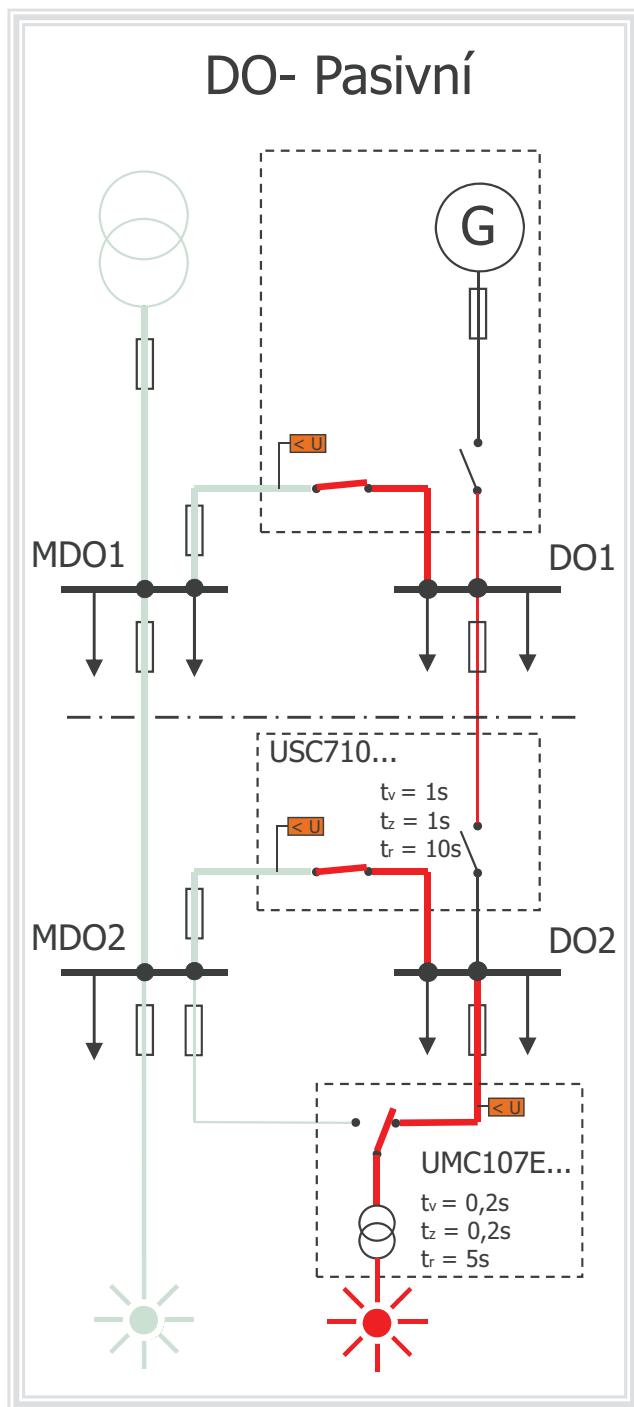 DO- Pasivní
G
< U
MDO1
DO1
USC710...
tv = 1s
tz = 1s
tr = 10s
< U
MDO2
DO2
< U
UMC107E...
tv = 0,2s
tz = 0,2s
tr = 5s